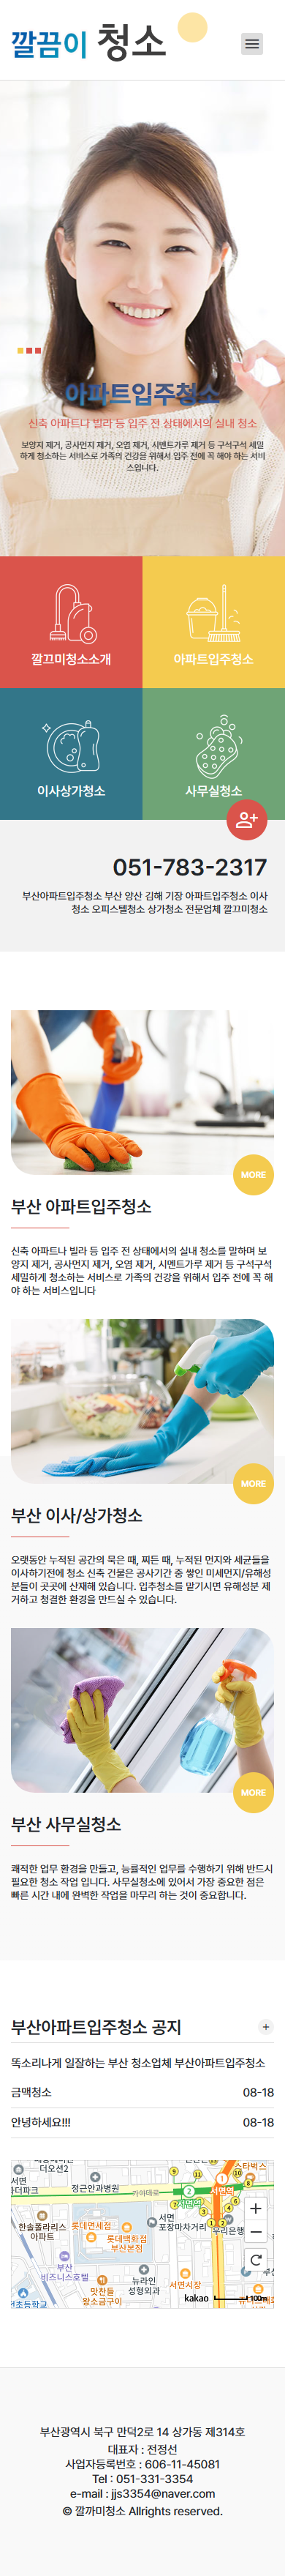 깔끔이 청소
아파트입주청소
신축 아파트나 빌라 등 입주 전 상태에서의 실내 청소
보양지 제거, 공사먼지 제거, 오염 제거, 시멘트가루 제거 등 구석구석 세밀
하게 청소하는 서비스로 가족의 건강을 위해서 입주 전에 꼭 해야 하는 서비
스입니다.
깔끄미청소소개
아파트입주청소
이사상가청소
사무실청소
051-783-2317
부산아파트입주청소 부산 양산 김해 기장 아파트입주청소 이사
청소 오피스텔청소 상가청소 전문업체 깔끄미청소
MORE
부산 아파트입주청소
신축 아파트나 빌라 등 입주 전 상태에서의 실내 청소를 말하며 보
양지 제거, 공사먼지 제거, 오염 제거, 시멘트가루 제거 등 구석구석
세밀하게 청소하는 서비스로 가족의 건강을 위해서 입주 전에 꼭 해
야 하는 서비스입니다
MORE
부산 이사/상가청소
오랫동안 누적된 공간의 묵은 때, 찌든 때, 누적된 먼지와 세균들을
이사하기전에 청소 신축 건물은 공사기간 중 쌓인 미세먼지/유해성
분들이 곳곳에 산재해 있습니다. 입주청소를 맡기시면 유해성분 제
거하고 청결한 환경을 만드실 수 있습니다.
MORE
부산 사무실청소
쾌적한 업무 환경을 만들고, 능률적인 업무를 수행하기 위해 반드시
필요한 청소 작업 입니다. 사무실청소에 있어서 가장 중요한 점은
빠른 시간 내에 완벽한 작업을 마무리 하는 것이 중요합니다.
부산아파트입주청소 공지
+
똑소리나게 일잘하는 부산 청소업체 부산아파트입주청소
금맥청소 08-18
안녕하세요!!! 08-18
더오션2
서면
정근안과병원
가야대로
서면역
서면
포장마차거리
우리은행
한솔폴라리스
아파트
롯데면세점
롯데백화점
부산본점
부산
비즈니스호텔
맛찬들
왕소금구이
뉴라인
성형외과
서면시장
kakao
100m
부산광역시 북구 만덕2로 14 상가동 제314호
대표자 : 전정선
사업자등록번호 : 606-11-45081
Tel : 051-331-3354
e-mail : jjs3354@naver.com
© 깔까미청소 Allrights reserved.